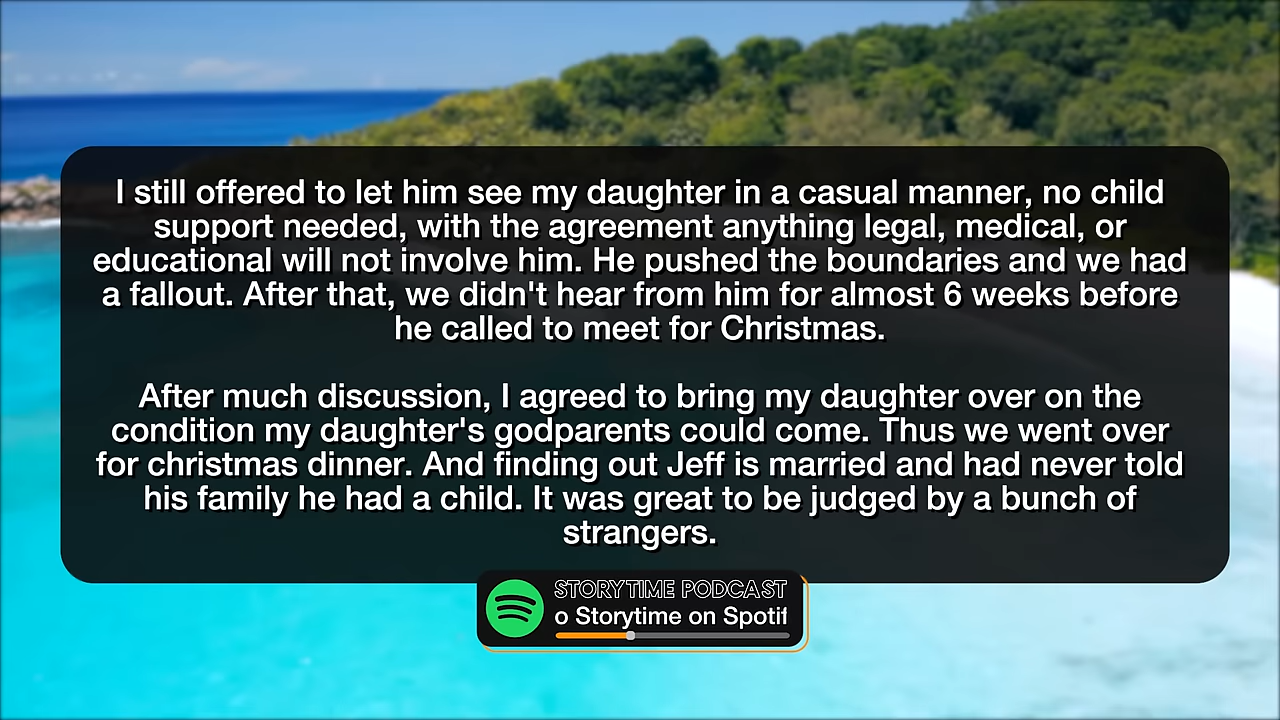 I still offered to let him see my daughter in a casual manner, no child
support needed, with the agreement anything legal, medical, or
educational will not involve him. He pushed the boundaries and we had
a fallout. After that, we didn't hear from him for almost 6 weeks before
he called to meet for Christmas.
After much discussion, I agreed to bring my daughter over on the
condition my daughter's godparents could come. Thus we went over
for christmas dinner. And finding out Jeff is married and had never told
his family he had a child. It was great to be judged by a bunch of
strangers.
STORYTIME PODCAST
o Storytime on Spotif